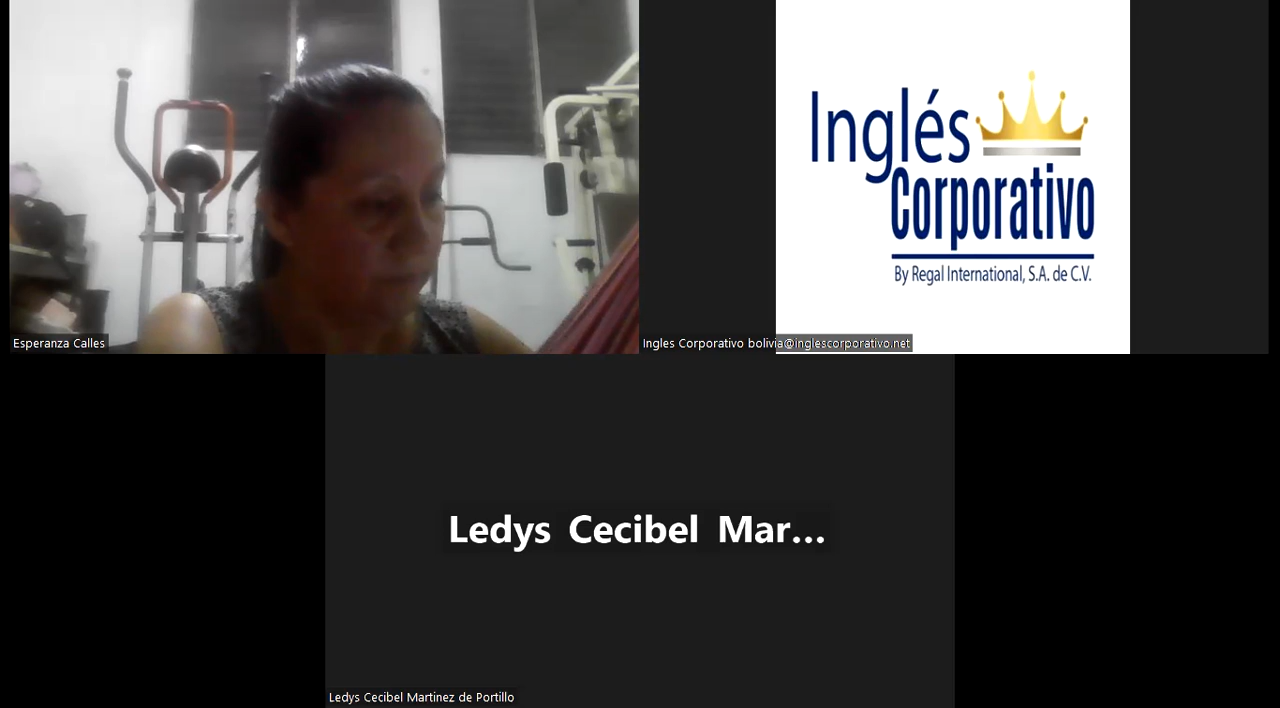 Inglés
Corporativo
By Regal International, S.A. de C.V.
Esperanza Calles
Ingles Corporativo bolivia@inglescorporativo.net
Ledys Cecibel Mar...
Ledys Cecibel Martinez de Portillo